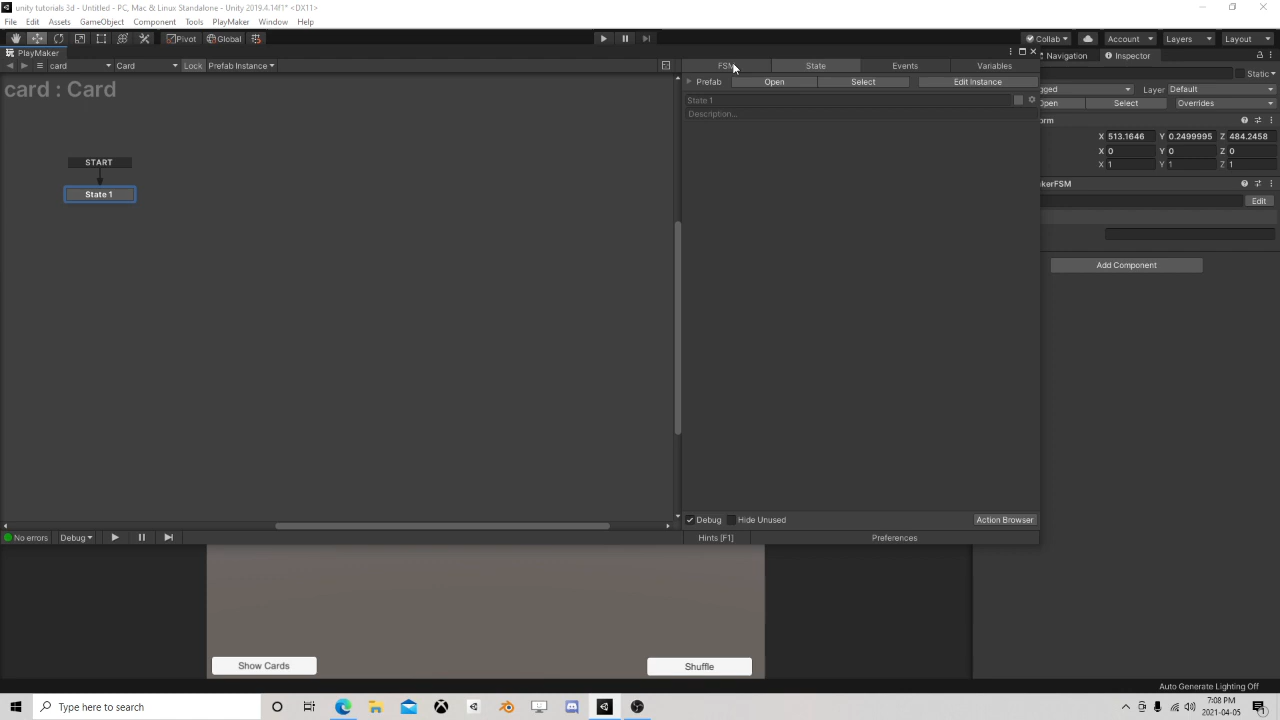 unity tutorials 3d - Untitled - PC, Mac & Linux Standalone - Unity 2019.4.14f1* <DX11>
File Edit Assets GameObject Component Tools PlayMaker Window Help
Pivot Global Collab Account Layers Layout
PlayMaker Navigation Inspector
card Card Lock Prefab Instance FSM State Events Variables Static
Prefab Open Select Edit Instance
card : Card agged Layer Default
State 1 Open Select Overrides
Description...
orm
X 513.1646 Y 0.2499995 Z 484.2458
X 0 Y 0 Z 0
X 1 Y 1 Z 1
START
State 1
kerFSM
Edit
Add Component
Debug Hide Unused Action Browser
No errors Debug Hints [F1] Preferences
Show Cards Shuffle
Auto Generate Lighting Off
Type here to search
7:08 PM
2021-04-05
1